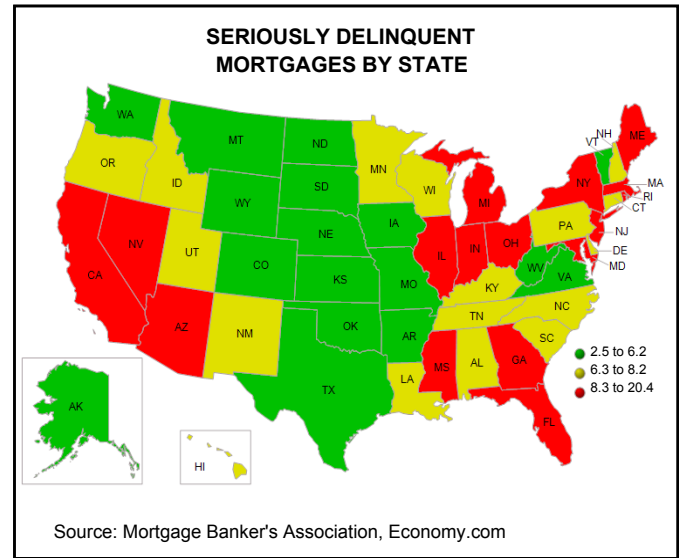 SERIOUSLY DELINQUENT
MORTGAGES BY STATE
WA
MT
ND
MN
VT
NH
ME
OR
ID
SD
WI
MI
NY
MA
RI
CT
WY
IA
PA
NJ
NE
NV
UT
CO
IL
IN
OH
DE
MD
CA
KS
MO
WV
VA
KY
AZ
NM
OK
AR
TN
NC
SC
TX
LA
MS
AL
GA
2.5 to 6.2
6.3 to 8.2
8.3 to 20.4
AK
FL
HI
Source: Mortgage Banker's Association, Economy.com